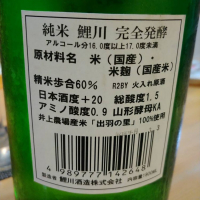 純米 鯉川 完全発酵
アルコール分16.0度以上17.0度未満
原材料名 米（国産）・
米麹（国産米）
精米歩合60% R2BY 火入れ原酒
日本酒度+20 総酸度1.5
アミノ酸度0.9 山形酵母KA
井上農場産米「出羽の里」100%使用
4989777142645
鯉川酒造株式会社